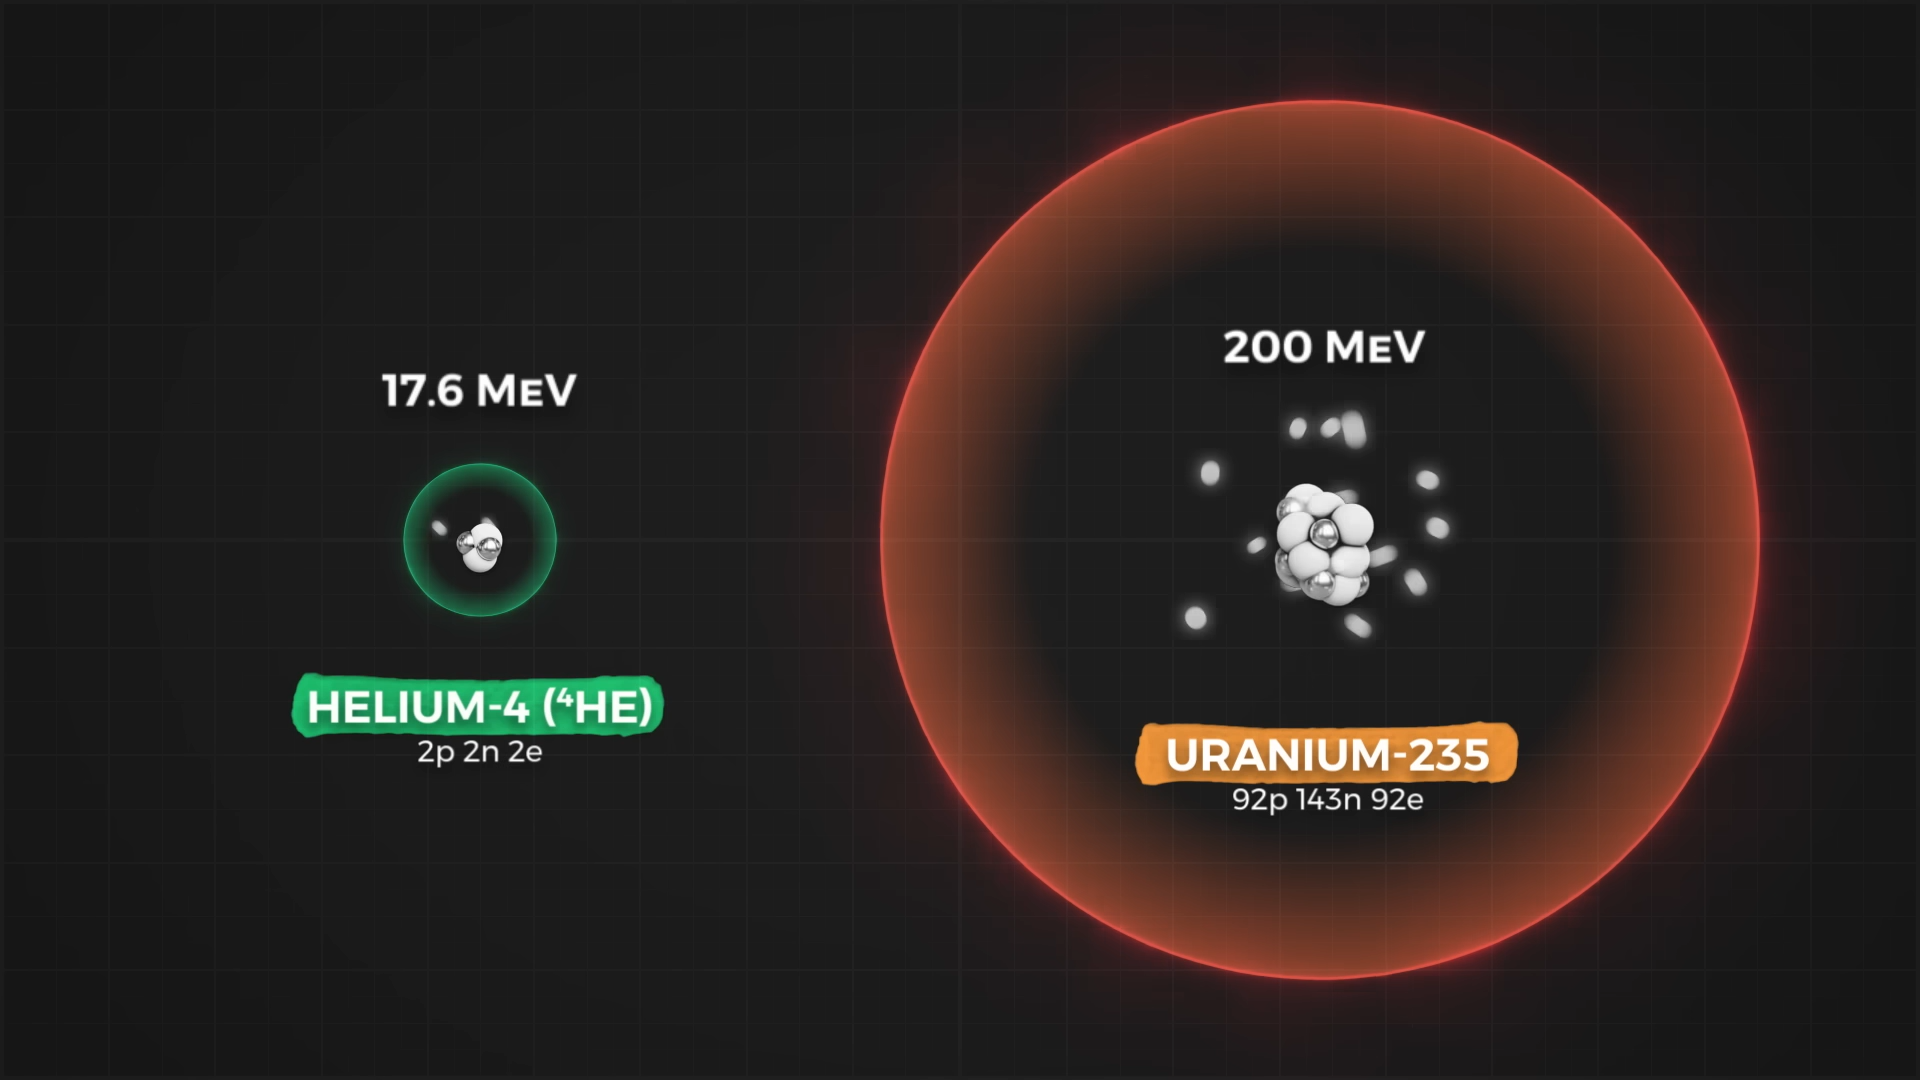 17.6 MeV
HELIUM-4 (⁴HE)
2p 2n 2e
200 MeV
URANIUM-235
92p 143n 92e